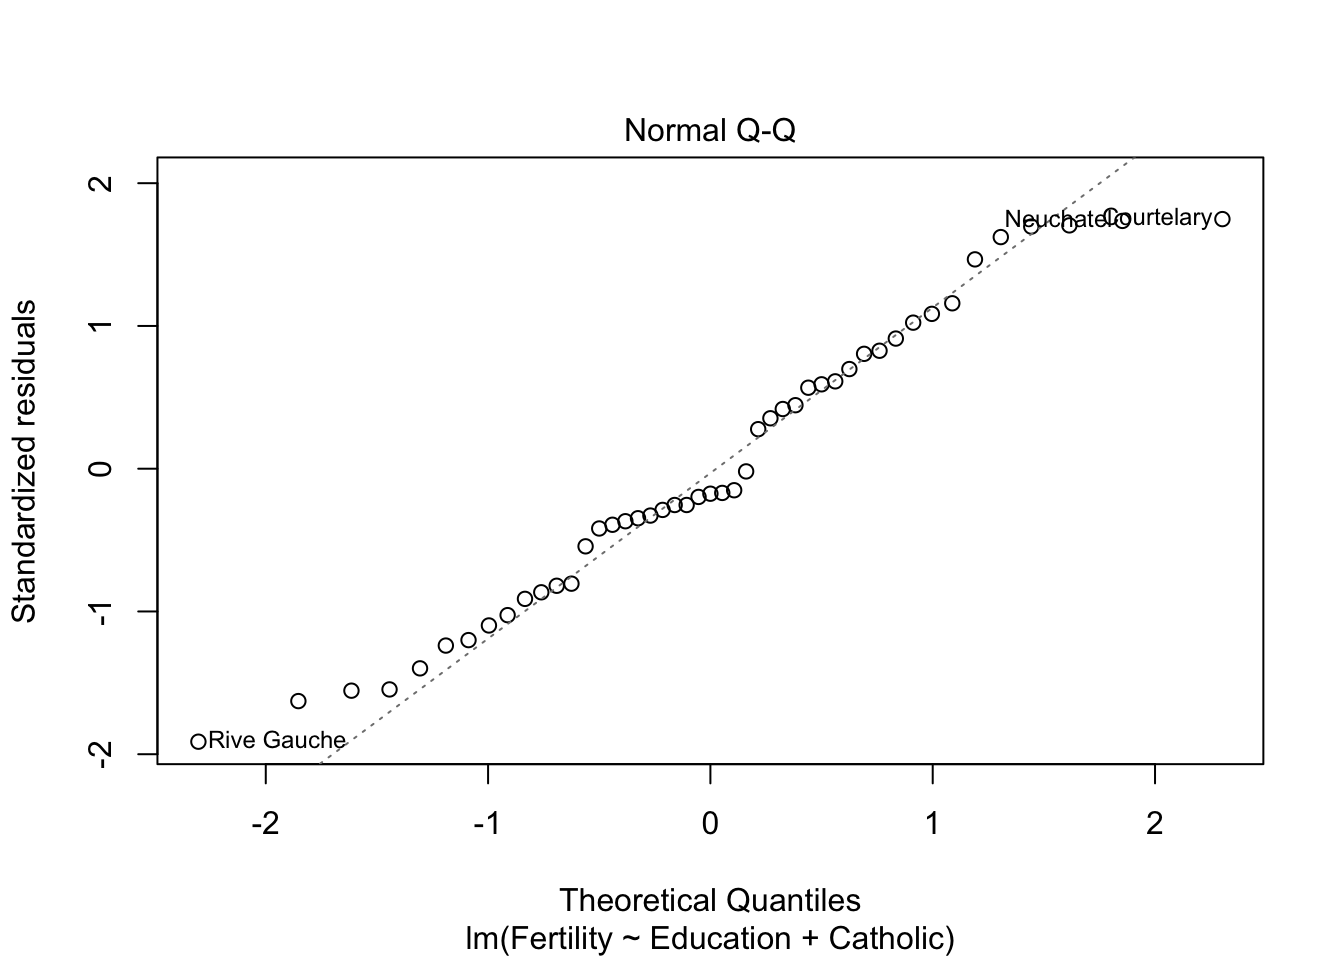 Normal Q-Q
Standardized residuals
2
1
0
-1
-2
Neuchatel
Courtelary
Rive Gauche
-2
-1
0
1
2
Theoretical Quantiles
lm(Fertility ~ Education + Catholic)